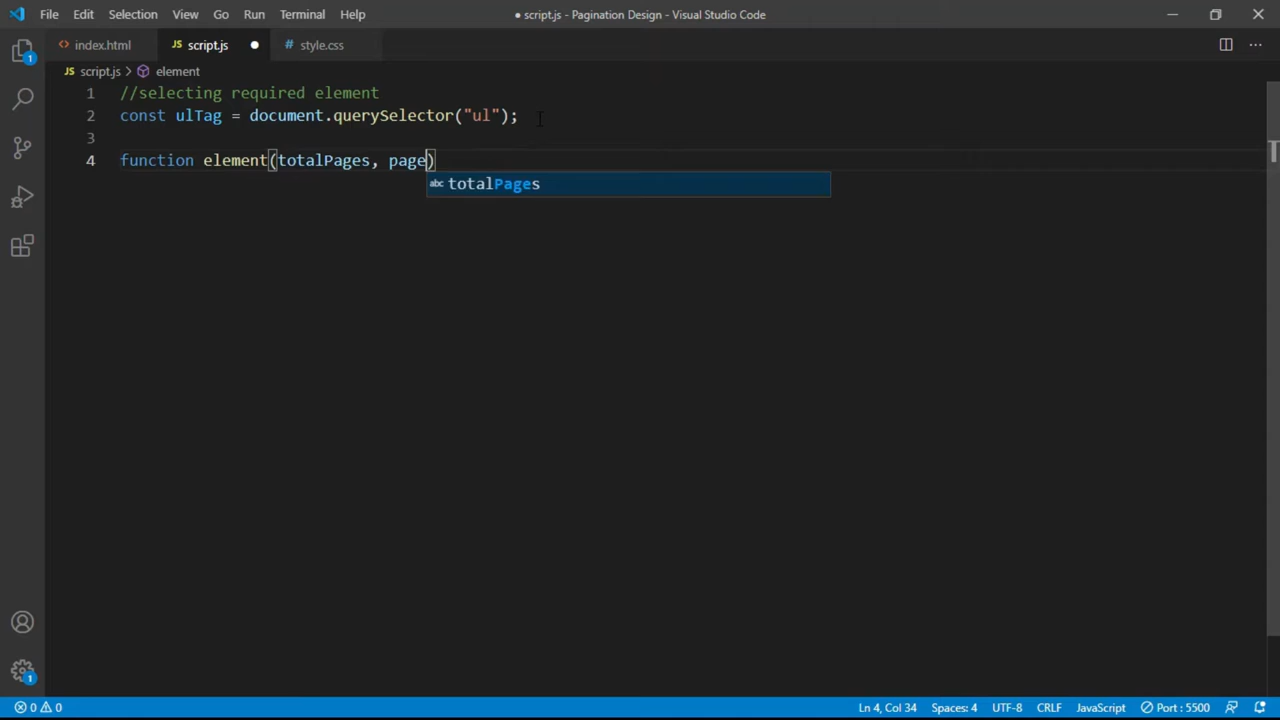 File Edit Selection View Go Run Terminal Help ● script.js - Pagination Design - Visual Studio Code
<> index.html JS script.js ● # style.css
JS script.js > element
1 //selecting required element
2 const ulTag = document.querySelector("ul");
3
4 function element(totalPages, page)
abc totalPages
1
1
0 0 Ln 4, Col 34 Spaces: 4 UTF-8 CRLF JavaScript Port : 5500